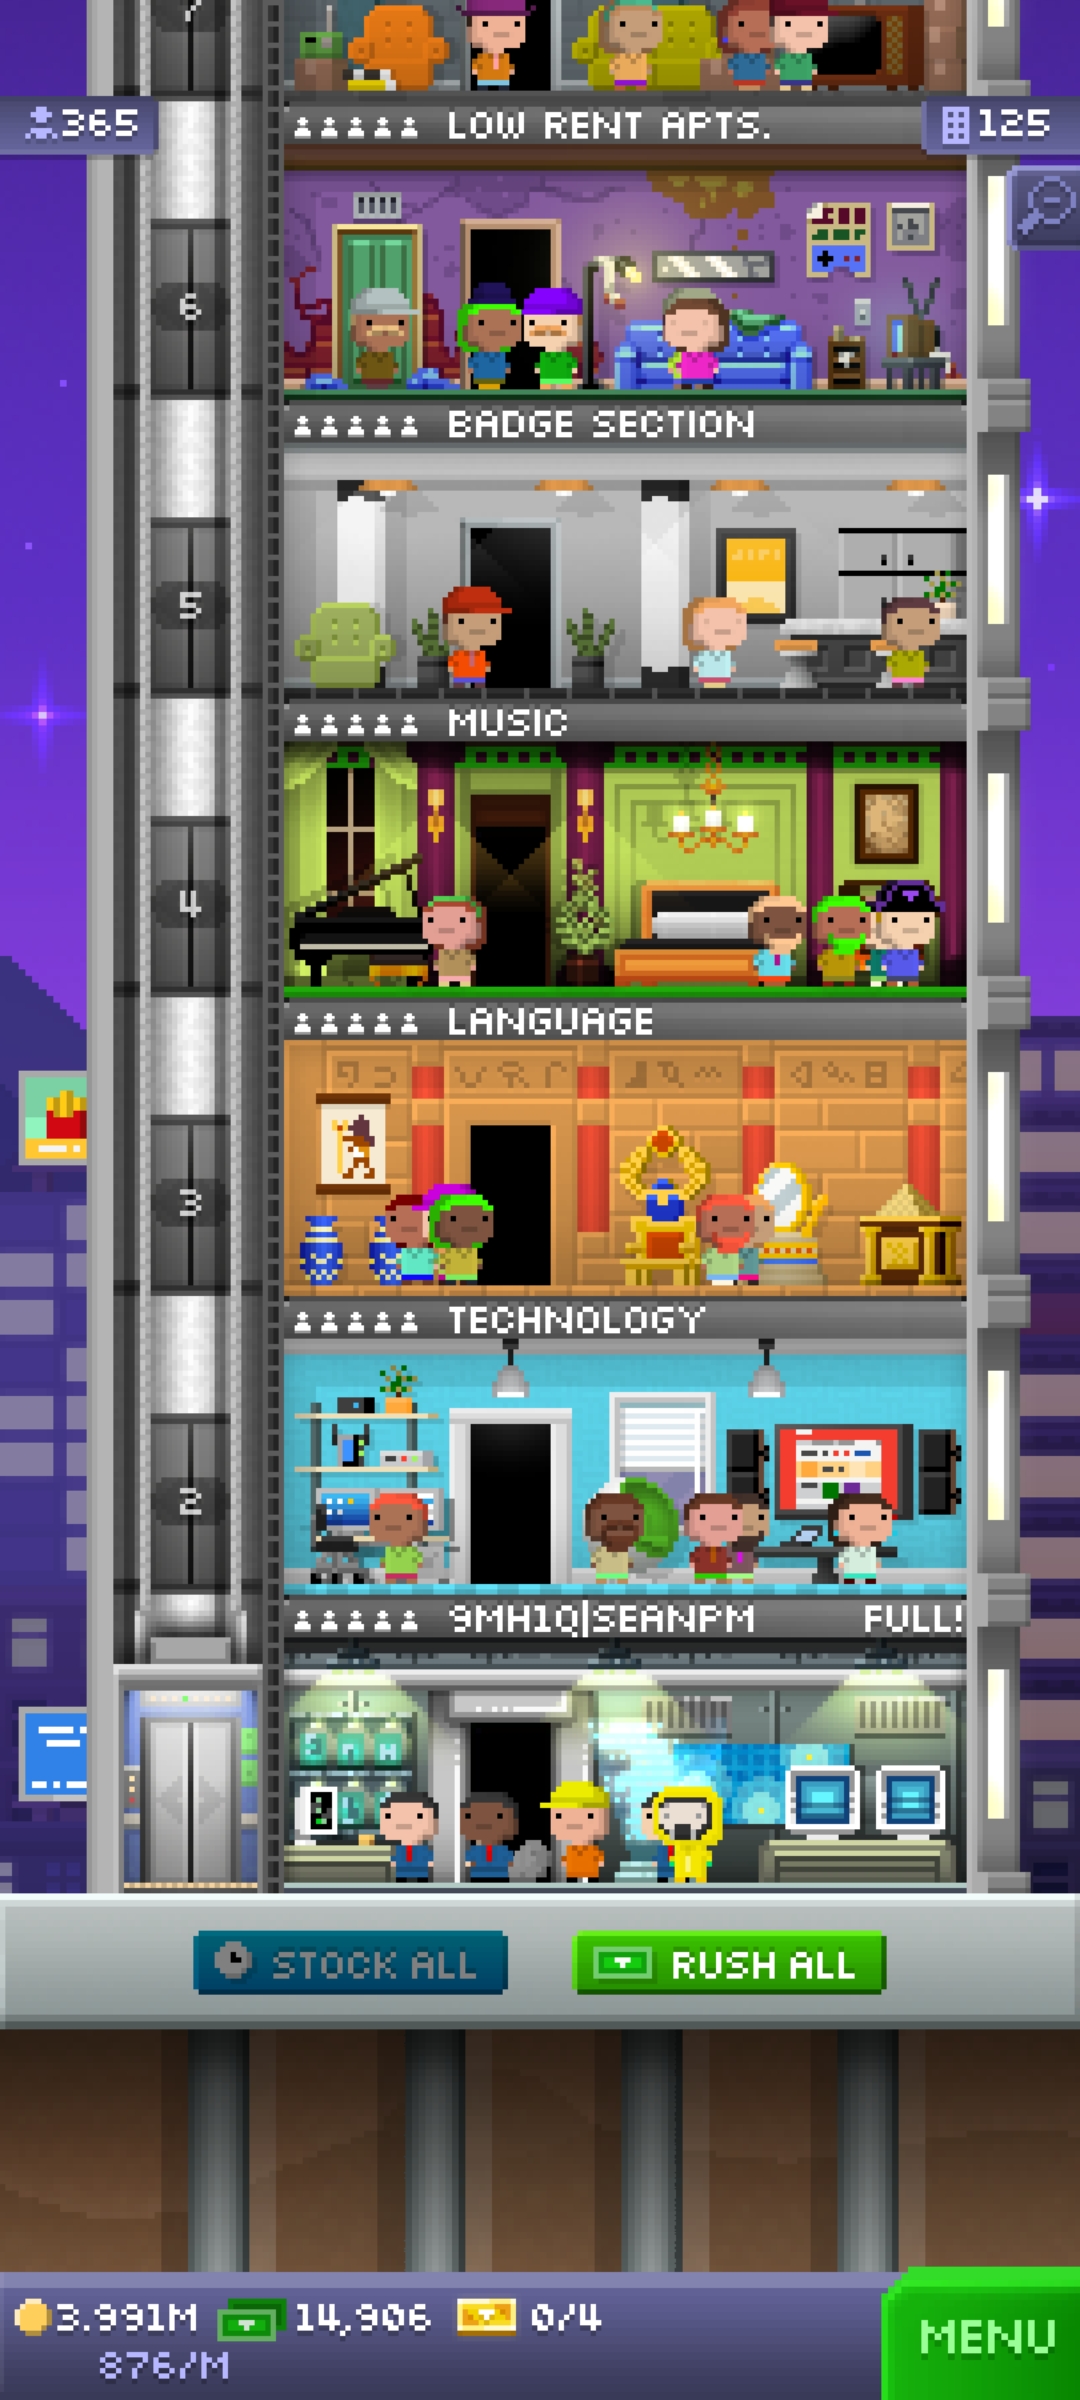 7
365
LOW RENT APTS.
125
6
BADGE SECTION
5
MUSIC
4
LANGUAGE
3
TECHNOLOGY
2
9MH1Q|SEANPM FULL!
STOCK ALL
RUSH ALL
3.991M 14,906 0/4
876/M
MENU